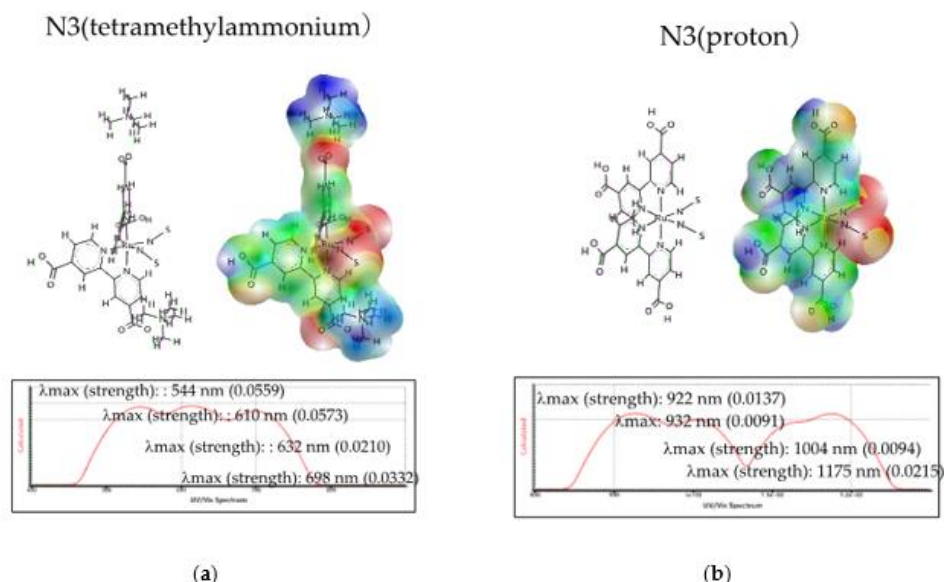 N3(tetramethylammonium)
N3(proton)
λmax (strength): : 544 nm (0.0559)
λmax (strength): : 610 nm (0.0573)
λmax (strength): : 632 nm (0.0210)
λmax (strength): 698 nm (0.0332)
Calculated
UV/Vis Spectrum
λmax (strength): 922 nm (0.0137)
λmax: 932 nm (0.0091)
λmax (strength): 1004 nm (0.0094)
λmax (strength): 1175 nm (0.0215)
Calculated
UV/Vis Spectrum
(a)
(b)